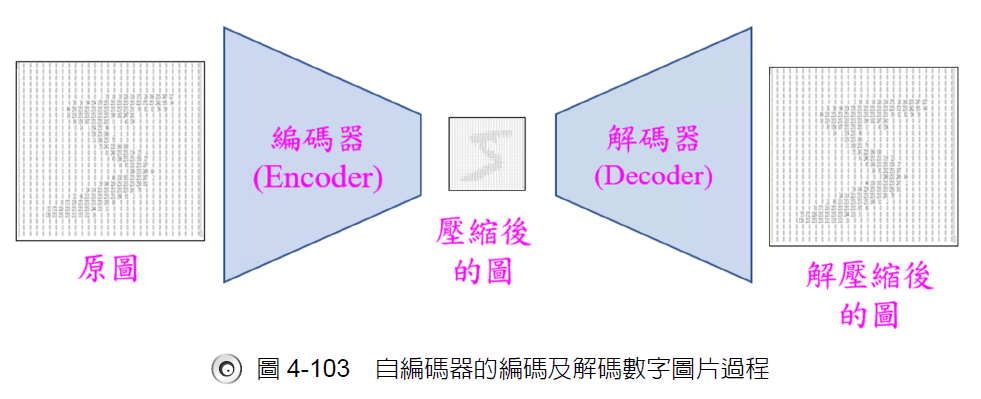 編碼器
(Encoder)
解碼器
(Decoder)
原圖
壓縮後
的圖
解壓縮後
的圖
圖 4-103 自編碼器的編碼及解碼數字圖片過程